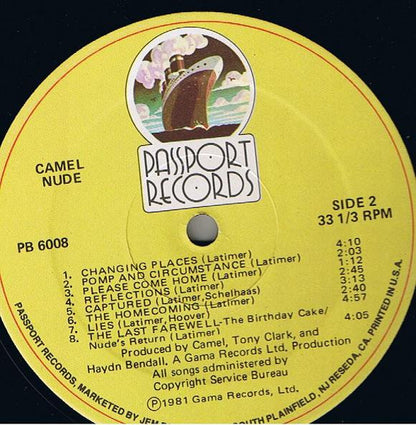 PASSPORT
RECORDS
CAMEL
NUDE
SIDE 2
33 1/3 RPM
PB 6008
1. CHANGING PLACES (Latimer) 4:10
2. POMP AND CIRCUMSTANCE (Latimer) 2:03
3. PLEASE COME HOME (Latimer) 1:12
4. REFLECTIONS (Latimer) 2:45
5. CAPTURED (Latimer, Schelhaas) 3:13
6. THE HOMECOMING (Latimer) 2:40
7. LIES (Latimer, Hoover) 4:57
8. THE LAST FAREWELL-The Birthday Cake/
Nude's Return (Latimer) 4:05
Produced by Camel, Tony Clark, and
Haydn Bendall. A Gama Records Ltd. Production
All songs administered by
Copyright Service Bureau
℗1981 Gama Records, Ltd.
PASSPORT RECORDS, MARKETED BY JEM SOUTH PLAINFIELD, NJ RESEDA, CA. PRINTED IN U.S.A.